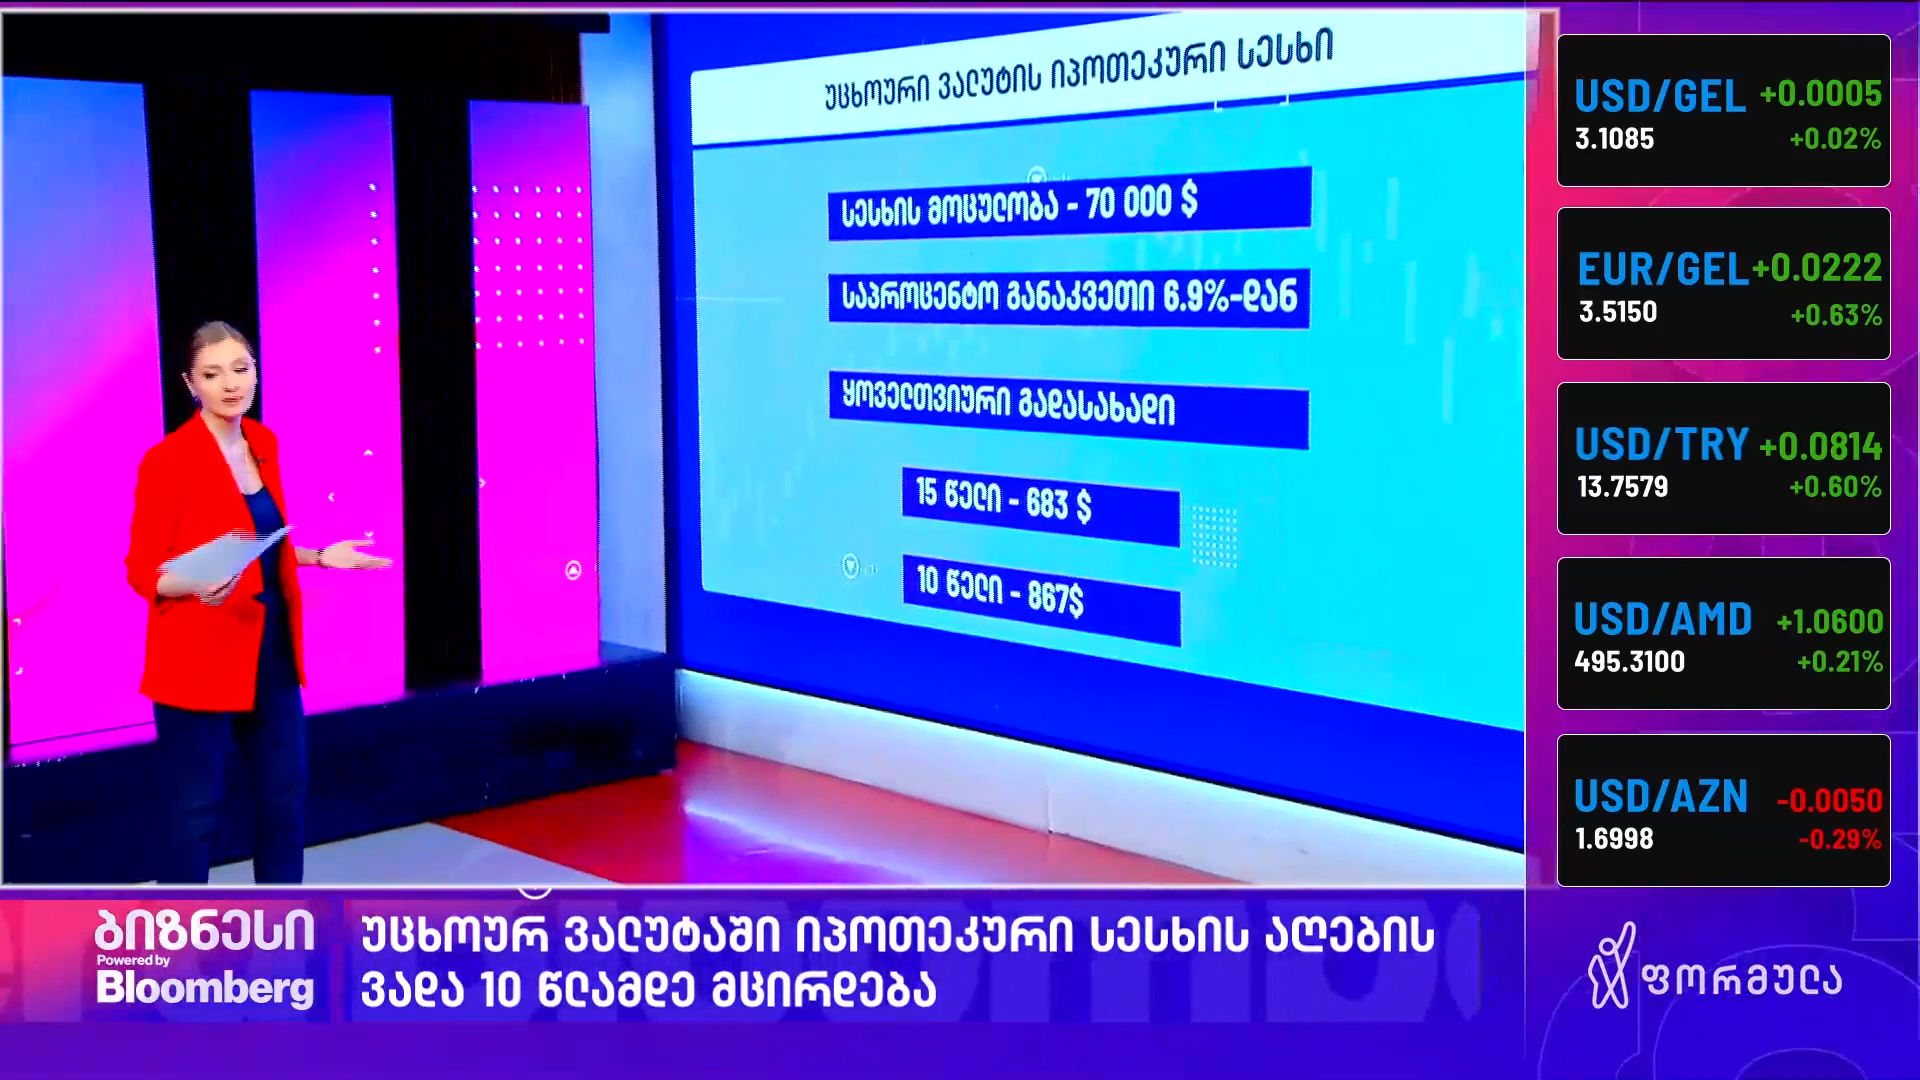 უცხოური ვალუტის იპოთეკური სესხი
სესხის მოცულობა - 70 000 $
საპროცენტო განაკვეთი 6.9%-დან
ყოველთვიური გადასახადი
15 წელი - 683 $
10 წელი - 867$
USD/GEL +0.0005
3.1085 +0.02%
EUR/GEL +0.0222
3.5150 +0.63%
USD/TRY +0.0814
13.7579 +0.60%
USD/AMD +1.0600
495.3100 +0.21%
USD/AZN -0.0050
1.6998 -0.29%
ბიზნესი
Powered by
Bloomberg
უცხოურ ვალუტაში იპოთეკური სესხის აღების
ვადა 10 წლამდე მცირდება
ფორმულა